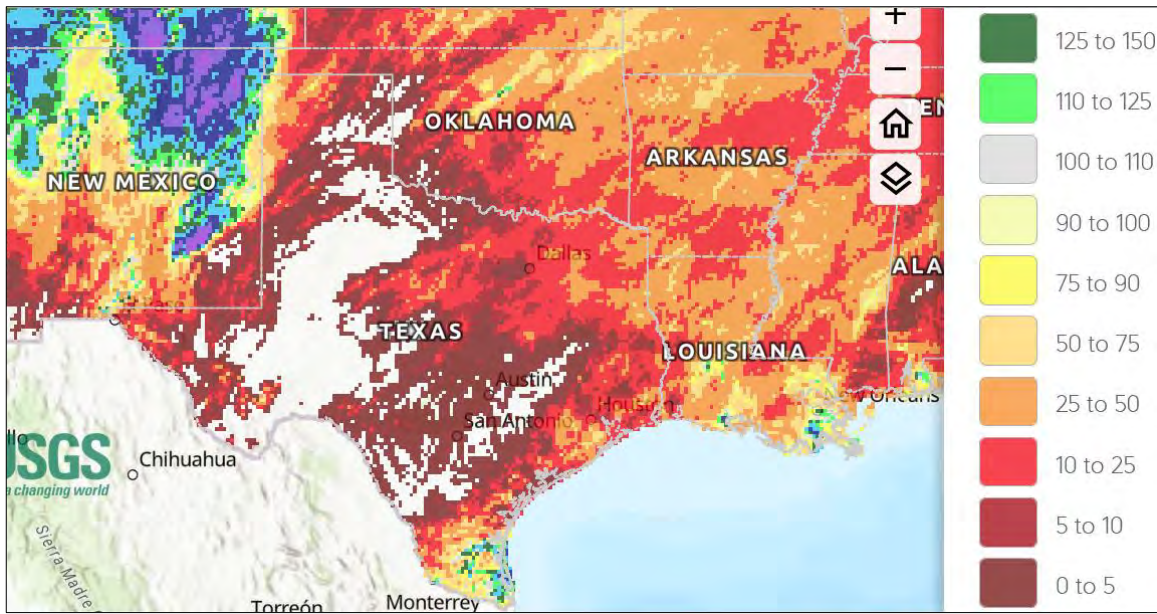 +
−
OKLAHOMA
ARKANSAS
TEN
NEW MEXICO
Dallas
ALA
TEXAS
LOUISIANA
Austin
Houston
New Orleans
San Antonio
USGS
a changing world
Chihuahua
Sierra Madre
Torreón
Monterrey
125 to 150
110 to 125
100 to 110
90 to 100
75 to 90
50 to 75
25 to 50
10 to 25
5 to 10
0 to 5